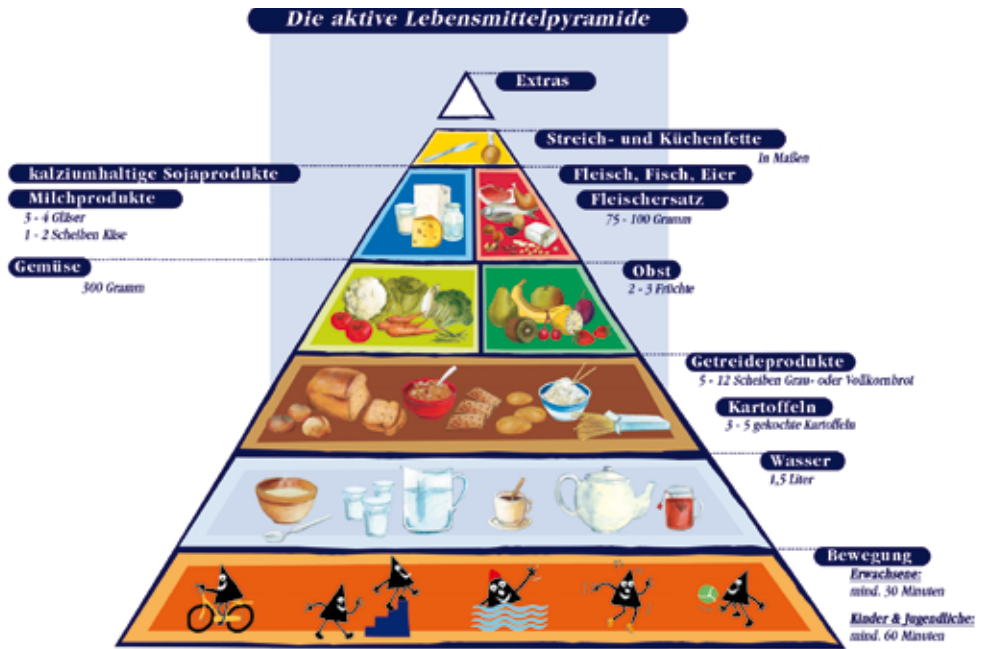 Die aktive Lebensmittelpyramide
Extras
Streich- und Küchenfette
In Maßen
kalziumhaltige Sojaprodukte
Milchprodukte
3 - 4 Gläser
1 - 2 Scheiben Käse
Fleisch, Fisch, Eier
Fleischersatz
75 - 100 Gramm
Gemüse
300 Gramm
Obst
2 - 3 Früchte
Getreideprodukte
5 - 12 Scheiben Grau- oder Vollkornbrot
Kartoffeln
3 - 5 gekochte Kartoffeln
Wasser
1,5 Liter
Bewegung
Erwachsene:
mind. 30 Minuten
Kinder & Jugendliche:
mind. 60 Minuten